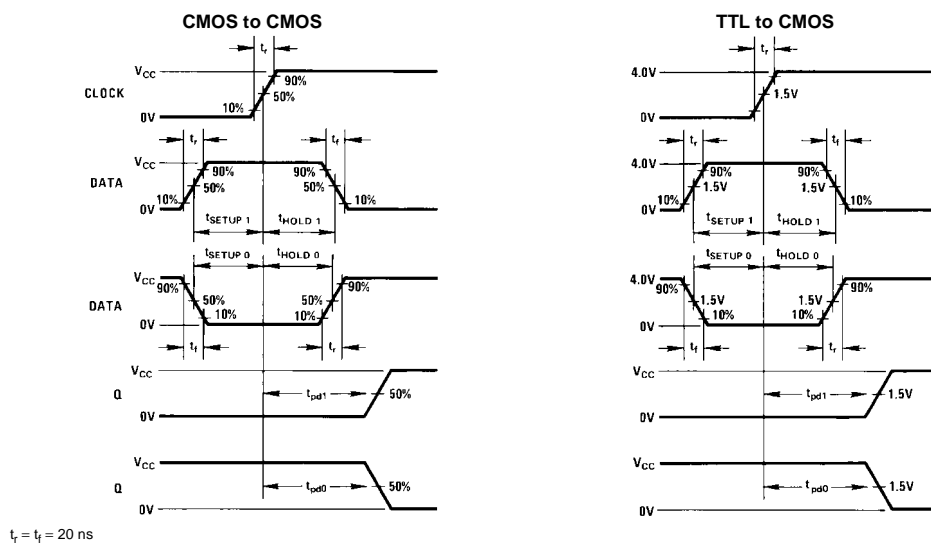 CMOS to CMOS
TTL to CMOS
tr
VCC
90%
50%
CLOCK
10%
0V
tr
tf
VCC
90%
90%
DATA
50%
50%
10%
10%
0V
tSETUP 1
tHOLD 1
tSETUP 0
tHOLD 0
VCC
90%
90%
50%
50%
DATA
10%
10%
0V
tf
tr
VCC
Q
tpd1
50%
0V
VCC
Q
tpd0
50%
0V
tr
4.0V
90%
1.5V
10%
0V
tr
tf
4.0V
90%
90%
1.5V
1.5V
10%
10%
0V
tSETUP 1
tHOLD 1
tSETUP 0
tHOLD 0
4.0V
90%
90%
1.5V
1.5V
10%
10%
0V
tf
tr
VCC
tpd1
1.5V
0V
VCC
tpd0
1.5V
0V
tr = tf = 20 ns